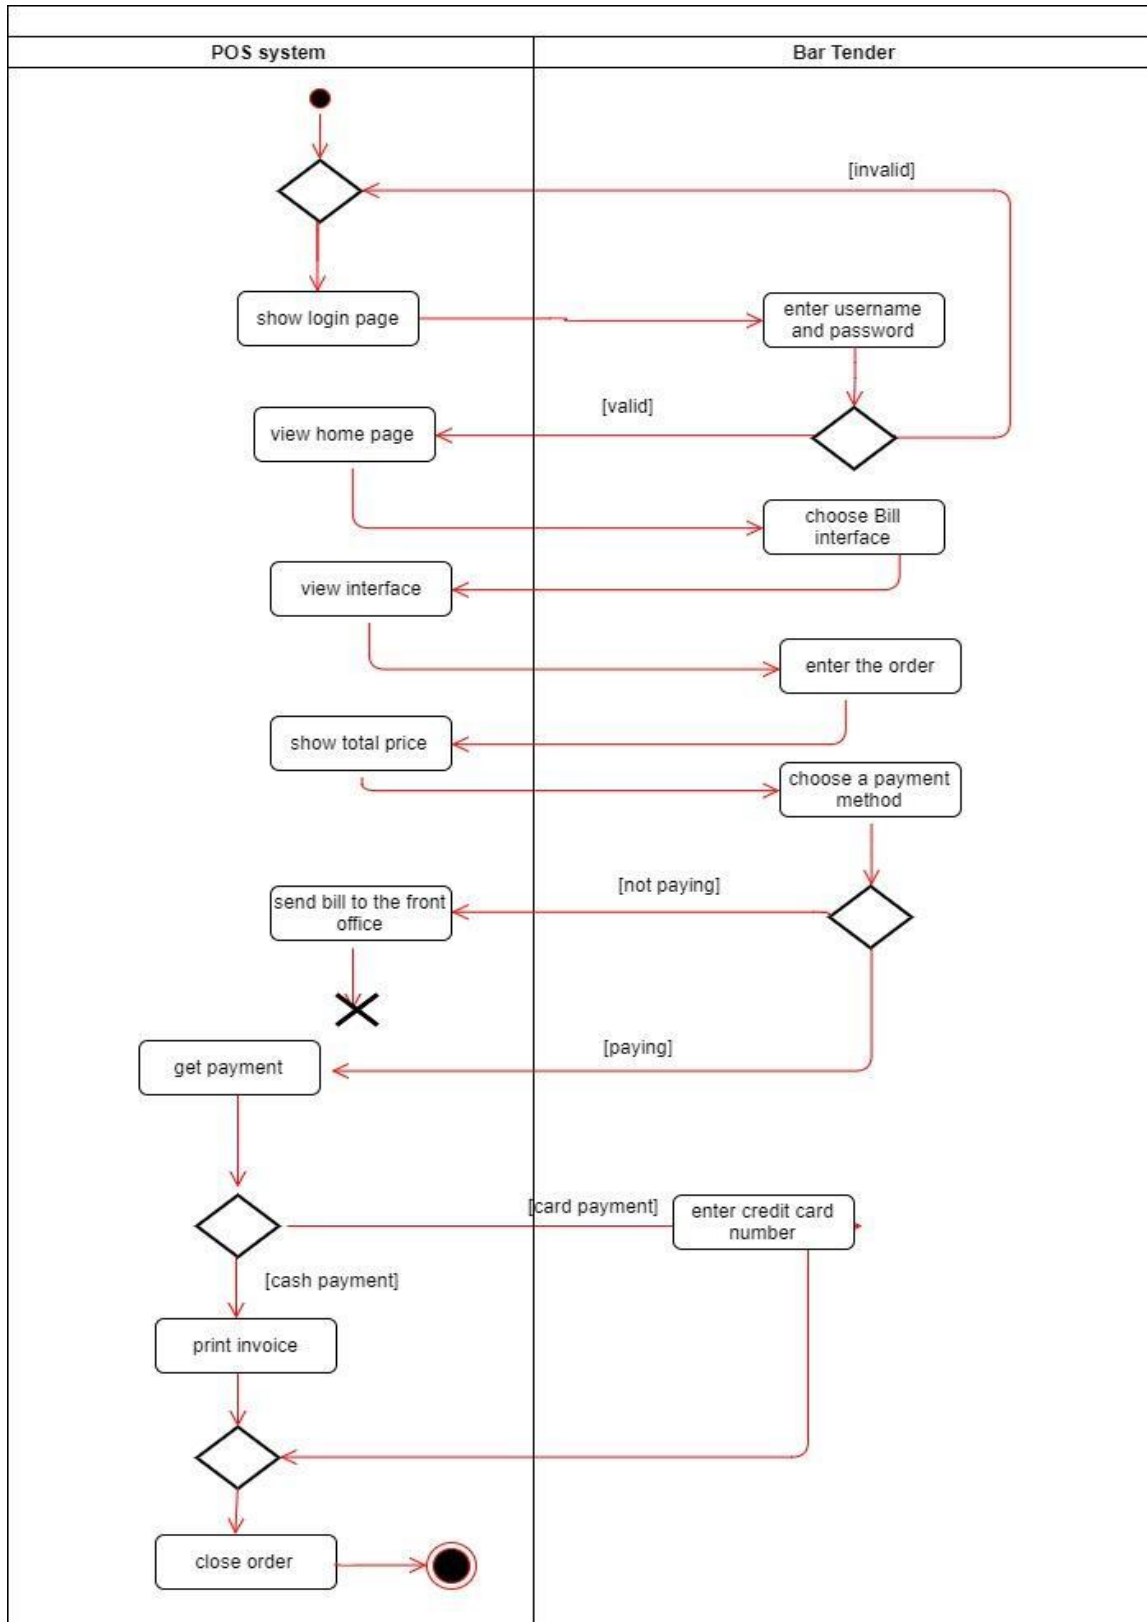 POS system
Bar Tender
[invalid]
show login page
enter username
and password
[valid]
view home page
choose Bill
interface
view interface
enter the order
show total price
choose a payment
method
[not paying]
send bill to the front
office
[paying]
get payment
[card payment]
enter credit card
number
[cash payment]
print invoice
close order